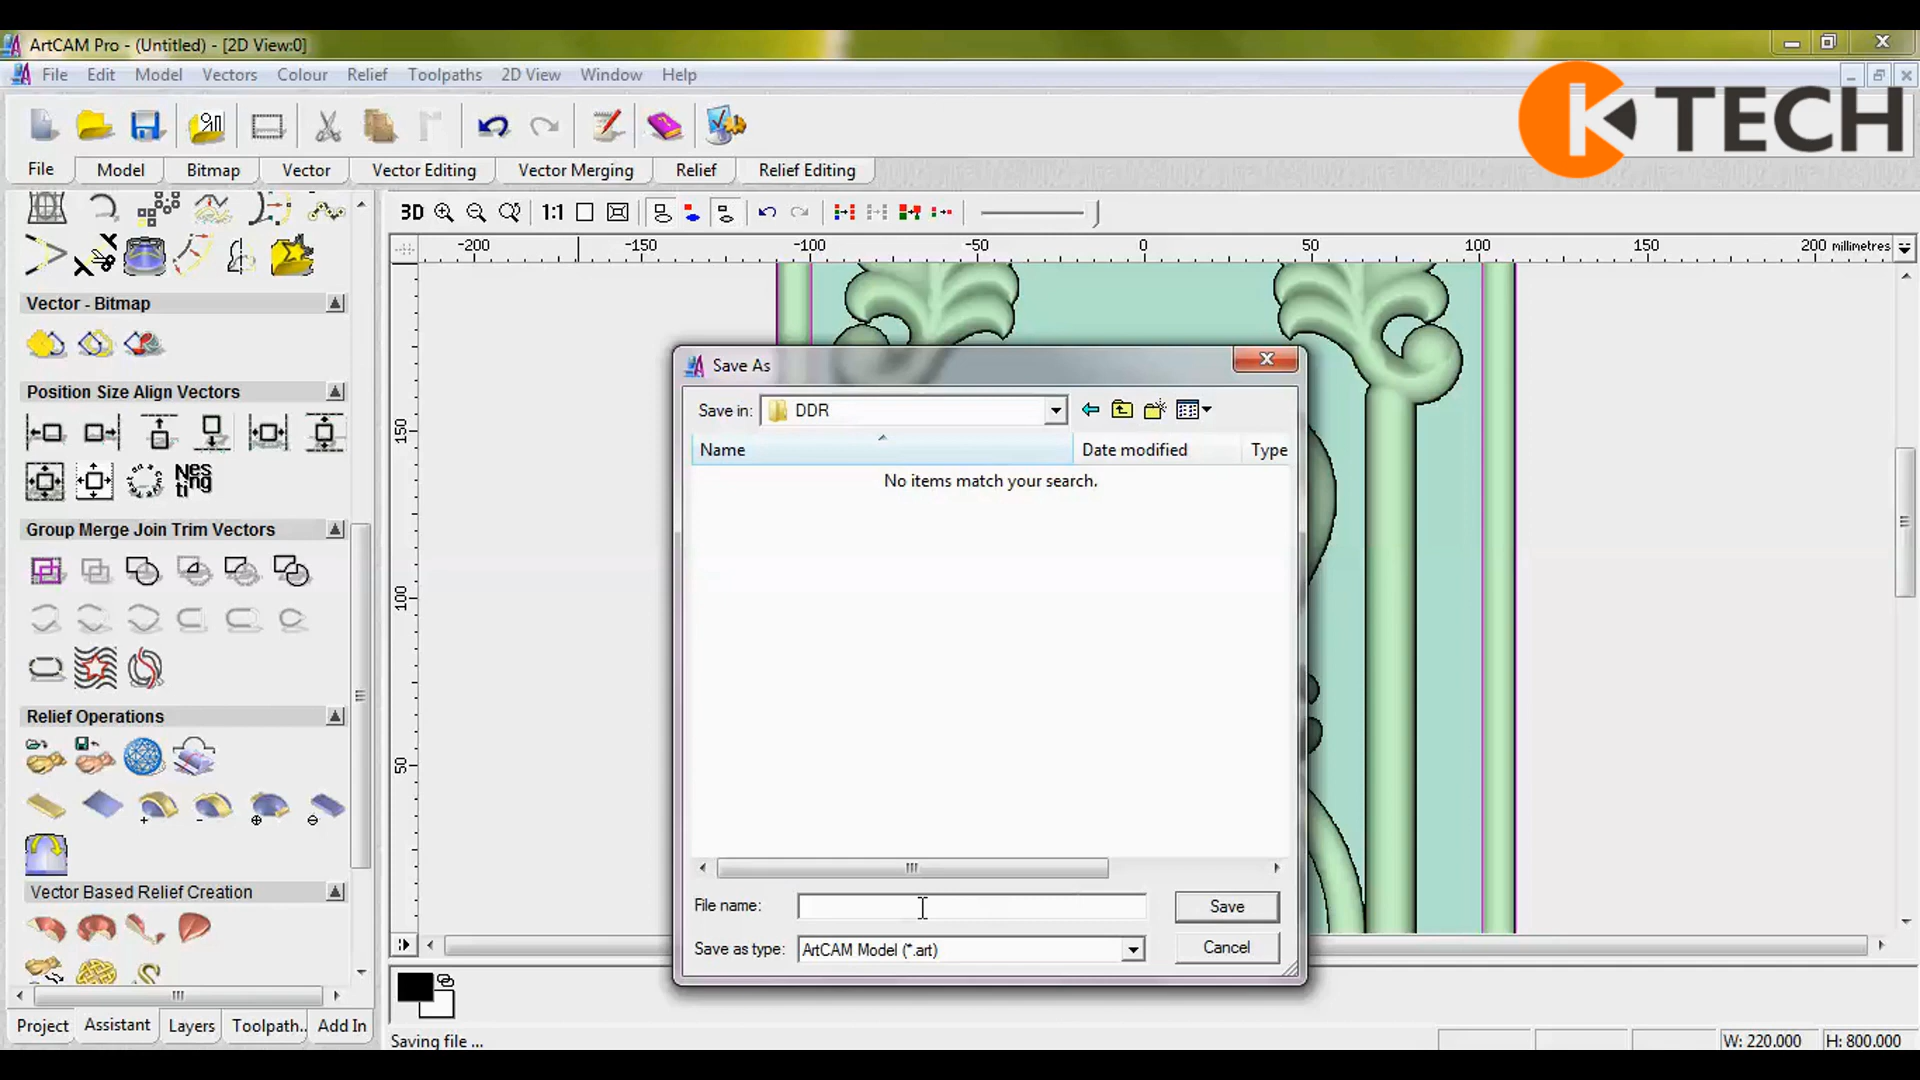 ArtCAM Pro - (Untitled) - [2D View:0]
File Edit Model Vectors Colour Relief Toolpaths 2D View Window Help
K TECH
File Model Bitmap Vector Vector Editing Vector Merging Relief Relief Editing
3D 1:1
-200 -150 -100 -50 0 50 100 150 200 millimetres
Vector - Bitmap
Position Size Align Vectors
Nes
ting
Group Merge Join Trim Vectors
Relief Operations
Vector Based Relief Creation
150
100
50
Save As
Save in: DDR
Name Date modified Type
No items match your search.
File name: Save
Save as type: ArtCAM Model (*.art) Cancel
Project Assistant Layers Toolpath.. Add In
Saving file ... W: 220.000 H: 800.000